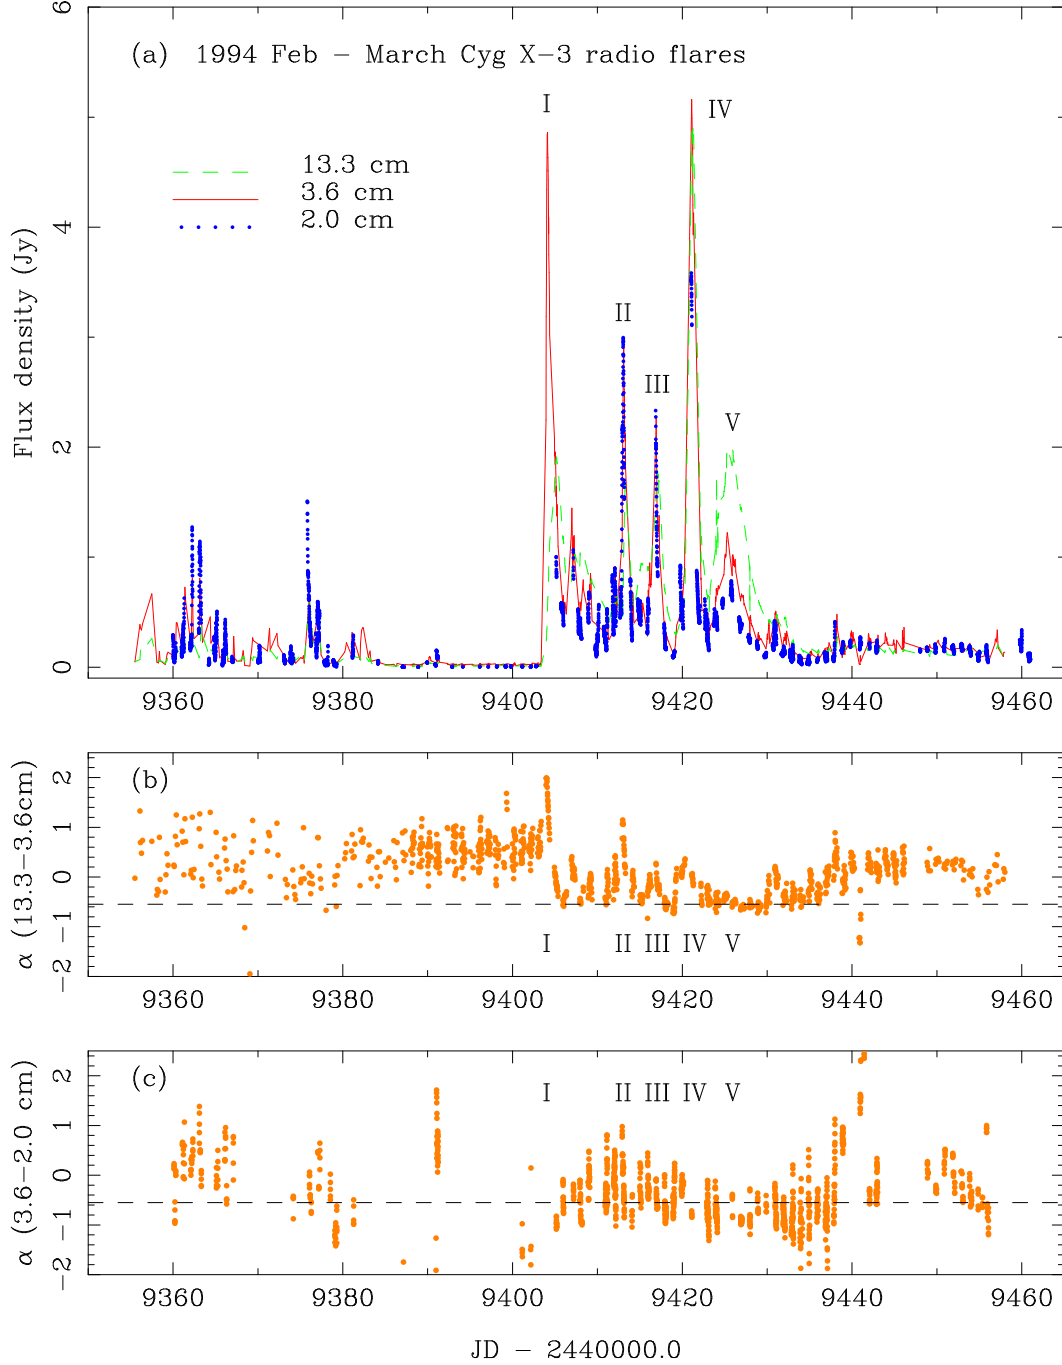 (a) 1994 Feb − March Cyg X−3 radio flares
I
IV
13.3 cm
3.6 cm
2.0 cm
II
III
V
Flux density (Jy)
0 2 4 6
9360 9380 9400 9420 9440 9460
(b)
α (13.3−3.6cm)
−2 −1 0 1 2
I II III IV V
9360 9380 9400 9420 9440 9460
(c)
I II III IV V
α (3.6−2.0 cm)
−2 −1 0 1 2
9360 9380 9400 9420 9440 9460
JD − 2440000.0